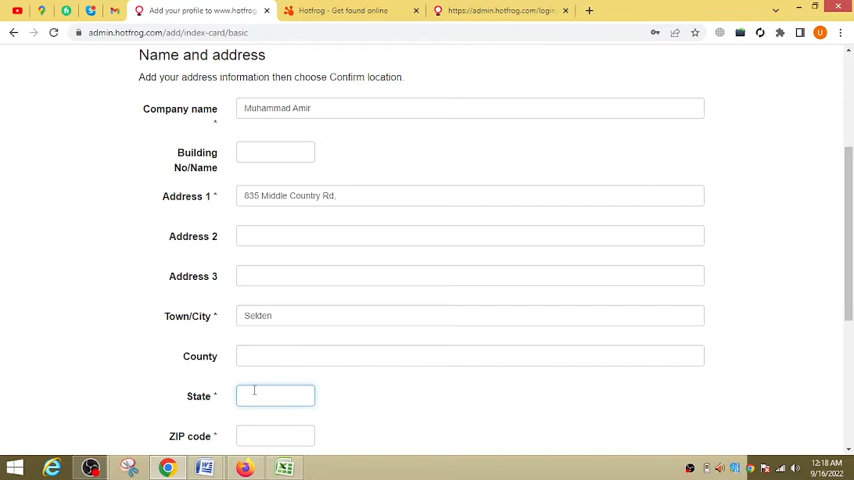 Add your profile to www.hotfrog
Hotfrog - Get found online
https://admin.hotfrog.com/login
admin.hotfrog.com/add/index-card/basic
U
Name and address
Add your address information then choose Confirm location.
Company name *
Muhammad Amir
Building No/Name
Address 1 *
835 Middle Country Rd,
Address 2
Address 3
Town/City *
Selden
County
State *
ZIP code *
12:18 AM
9/16/2022